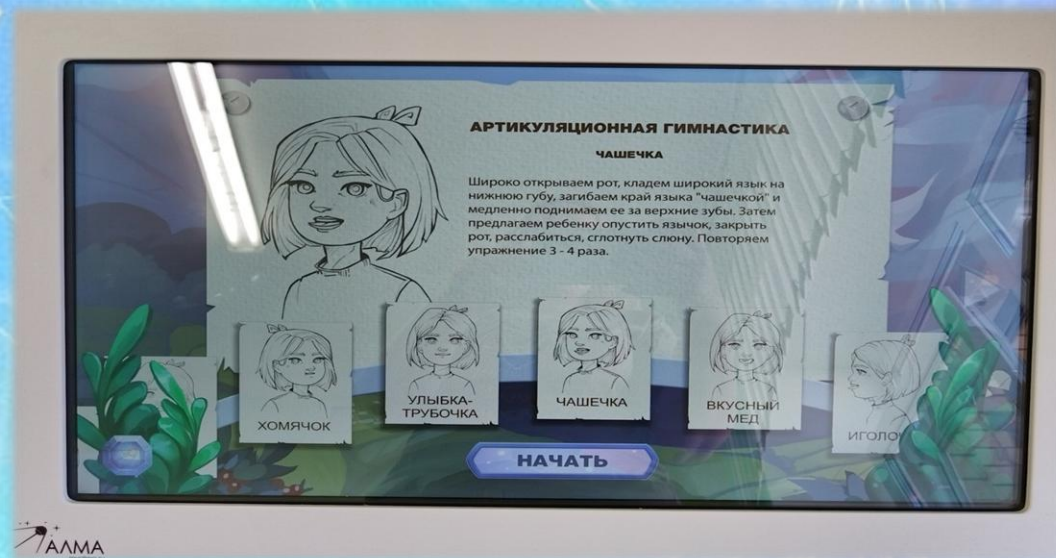 АРТИКУЛЯЦИОННАЯ ГИМНАСТИКА
ЧАШЕЧКА
Широко открываем рот, кладем широкий язык на
нижнюю губу, загибаем край языка "чашечкой" и
медленно поднимаем ее за верхние зубы. Затем
предлагаем ребенку опустить язычок, закрыть
рот, расслабиться, сглотнуть слюну. Повторяем
упражнение 3 - 4 раза.
ХОМЯЧОК
УЛЫБКА-
ТРУБОЧКА
ЧАШЕЧКА
ВКУСНЫЙ
МЕД
ИГОЛО
НАЧАТЬ
АЛМА